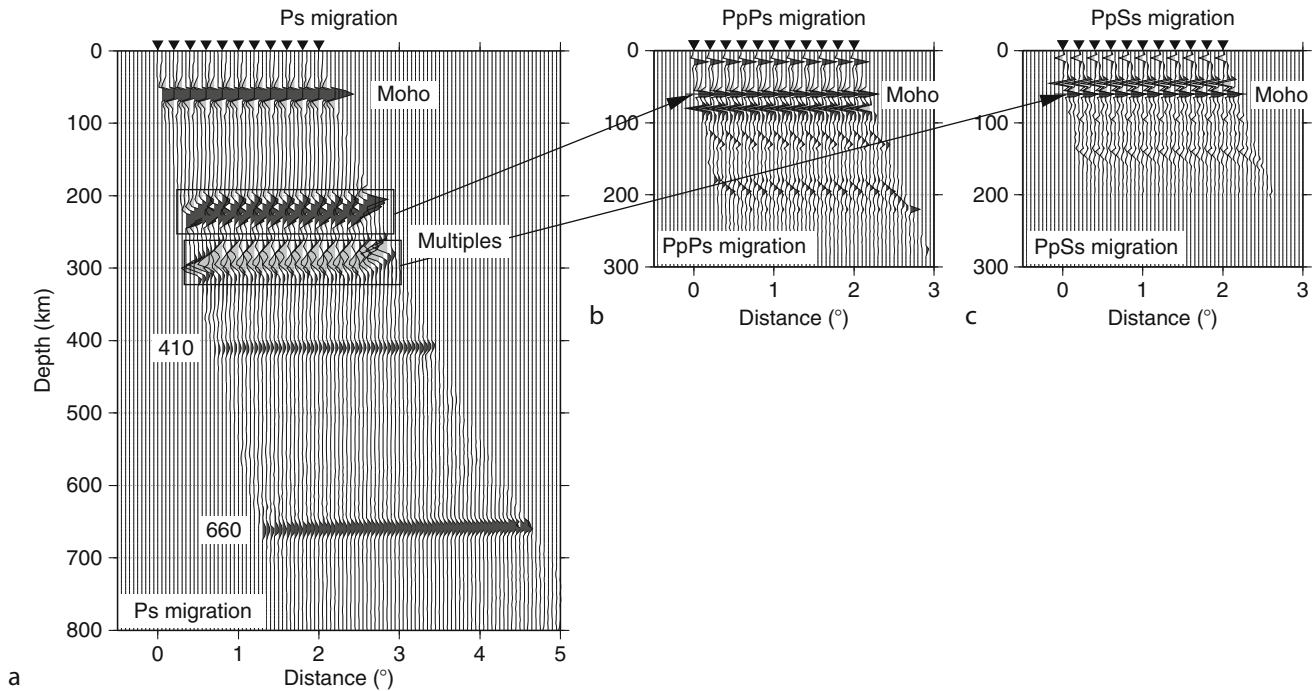 Ps migration
0
100
200
300
400
500
600
700
800
Depth (km)
Moho
Multiples
410
660
Ps migration
0 1 2 3 4 5
Distance (°)
a
PpPs migration
0
100
200
300
Moho
PpPs migration
0 1 2 3
Distance (°)
b
PpSs migration
0
100
200
300
Moho
PpSs migration
0 1 2 3
Distance (°)
c